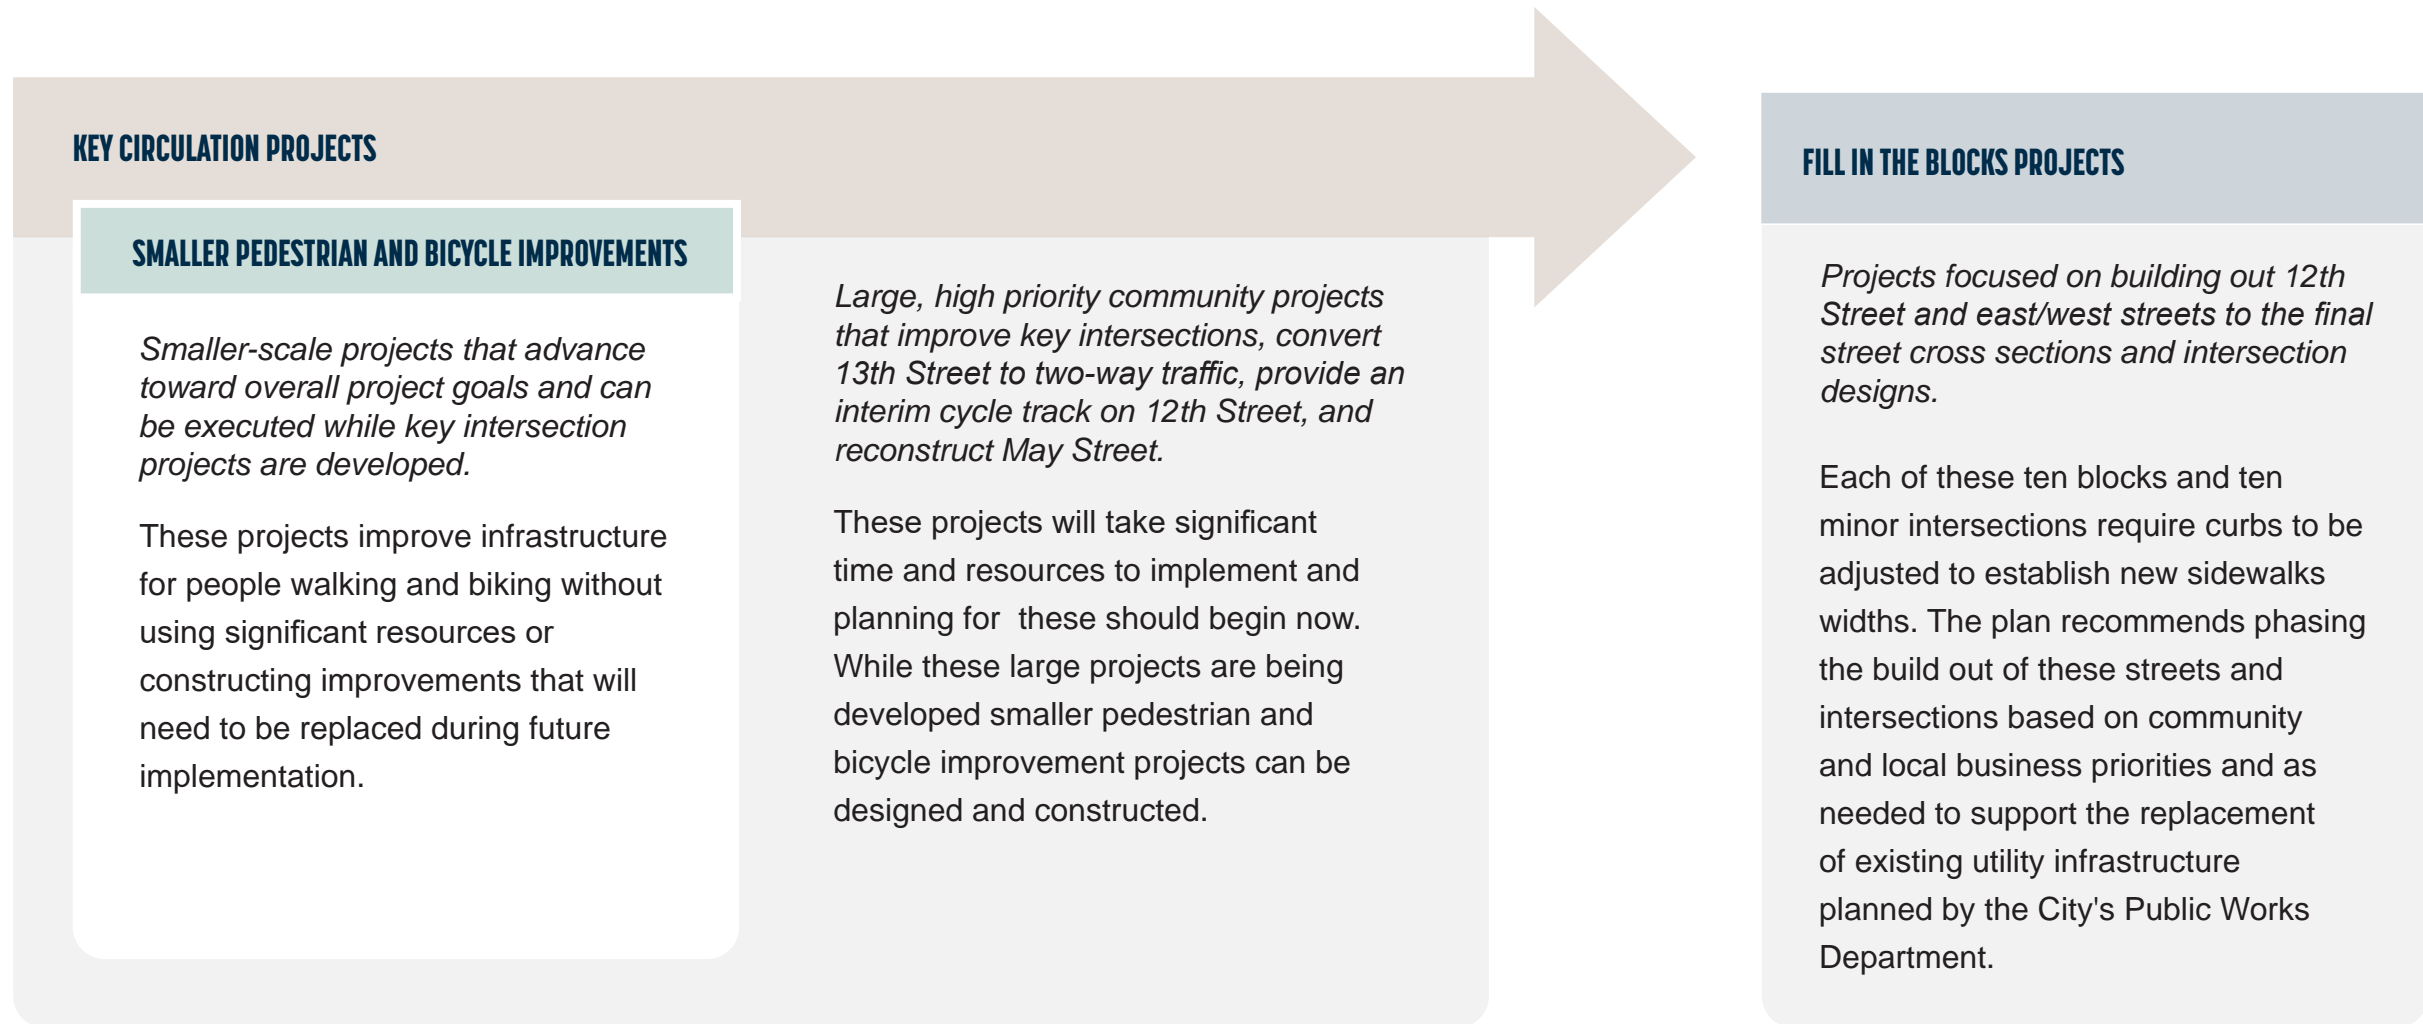 KEY CIRCULATION PROJECTS
SMALLER PEDESTRIAN AND BICYCLE IMPROVEMENTS
Smaller-scale projects that advance
toward overall project goals and can
be executed while key intersection
projects are developed.
These projects improve infrastructure
for people walking and biking without
using significant resources or
constructing improvements that will
need to be replaced during future
implementation.
Large, high priority community projects
that improve key intersections, convert
13th Street to two-way traffic, provide an
interim cycle track on 12th Street, and
reconstruct May Street.
These projects will take significant
time and resources to implement and
planning for  these should begin now.
While these large projects are being
developed smaller pedestrian and
bicycle improvement projects can be
designed and constructed.
FILL IN THE BLOCKS PROJECTS
Projects focused on building out 12th
Street and east/west streets to the final
street cross sections and intersection
designs.
Each of these ten blocks and ten
minor intersections require curbs to be
adjusted to establish new sidewalks
widths. The plan recommends phasing
the build out of these streets and
intersections based on community
and local business priorities and as
needed to support the replacement
of existing utility infrastructure
planned by the City's Public Works
Department.